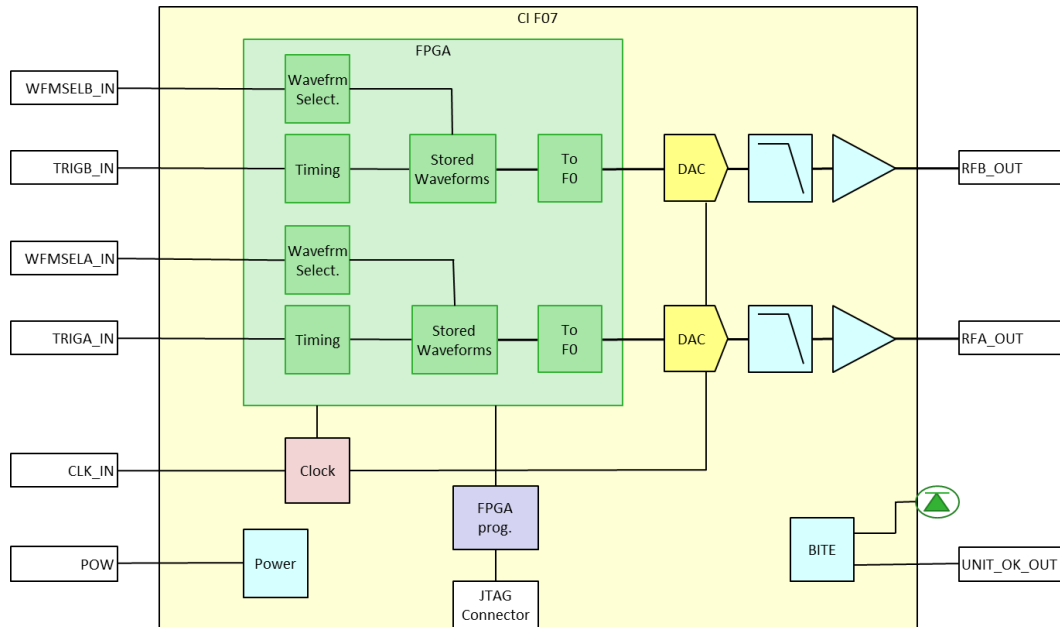 CI F07
FPGA
WFMSELB_IN
Wavefrm
Select.
TRIGB_IN
Timing
Stored
Waveforms
To
F0
DAC
RFB_OUT
WFMSELA_IN
Wavefrm
Select.
TRIGA_IN
Timing
Stored
Waveforms
To
F0
DAC
RFA_OUT
CLK_IN
Clock
FPGA
prog.
POW
Power
BITE
UNIT_OK_OUT
JTAG
Connector